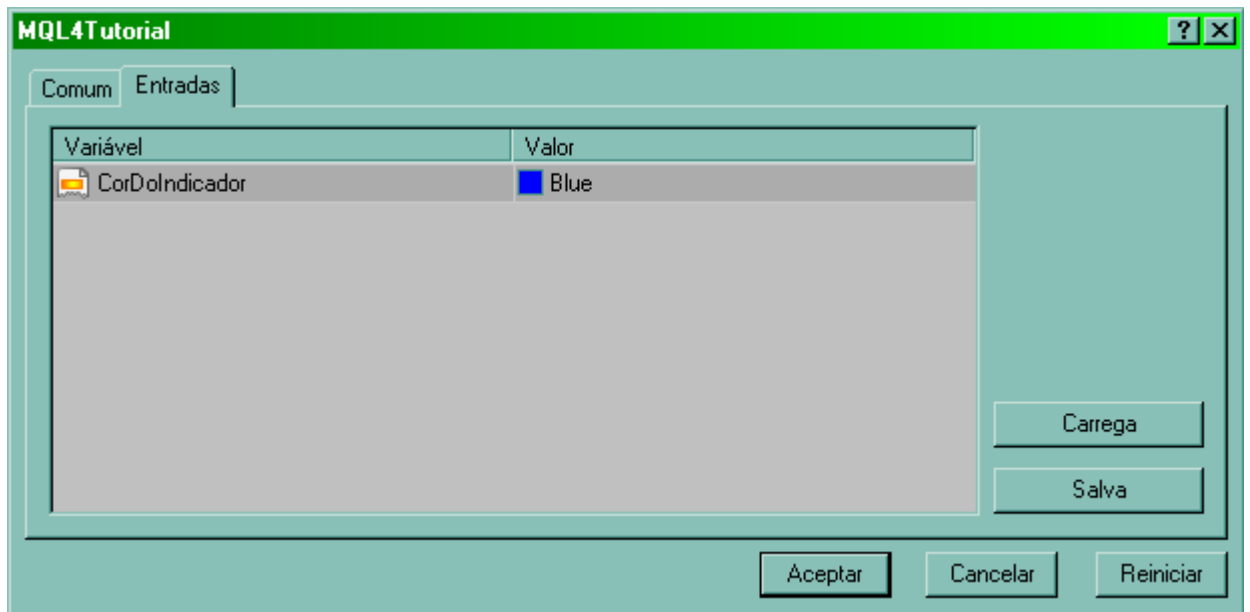 MQL4Tutorial
Comum Entradas
Variável Valor
CorDoIndicador Blue
Carrega
Salva
Aceptar Cancelar Reiniciar